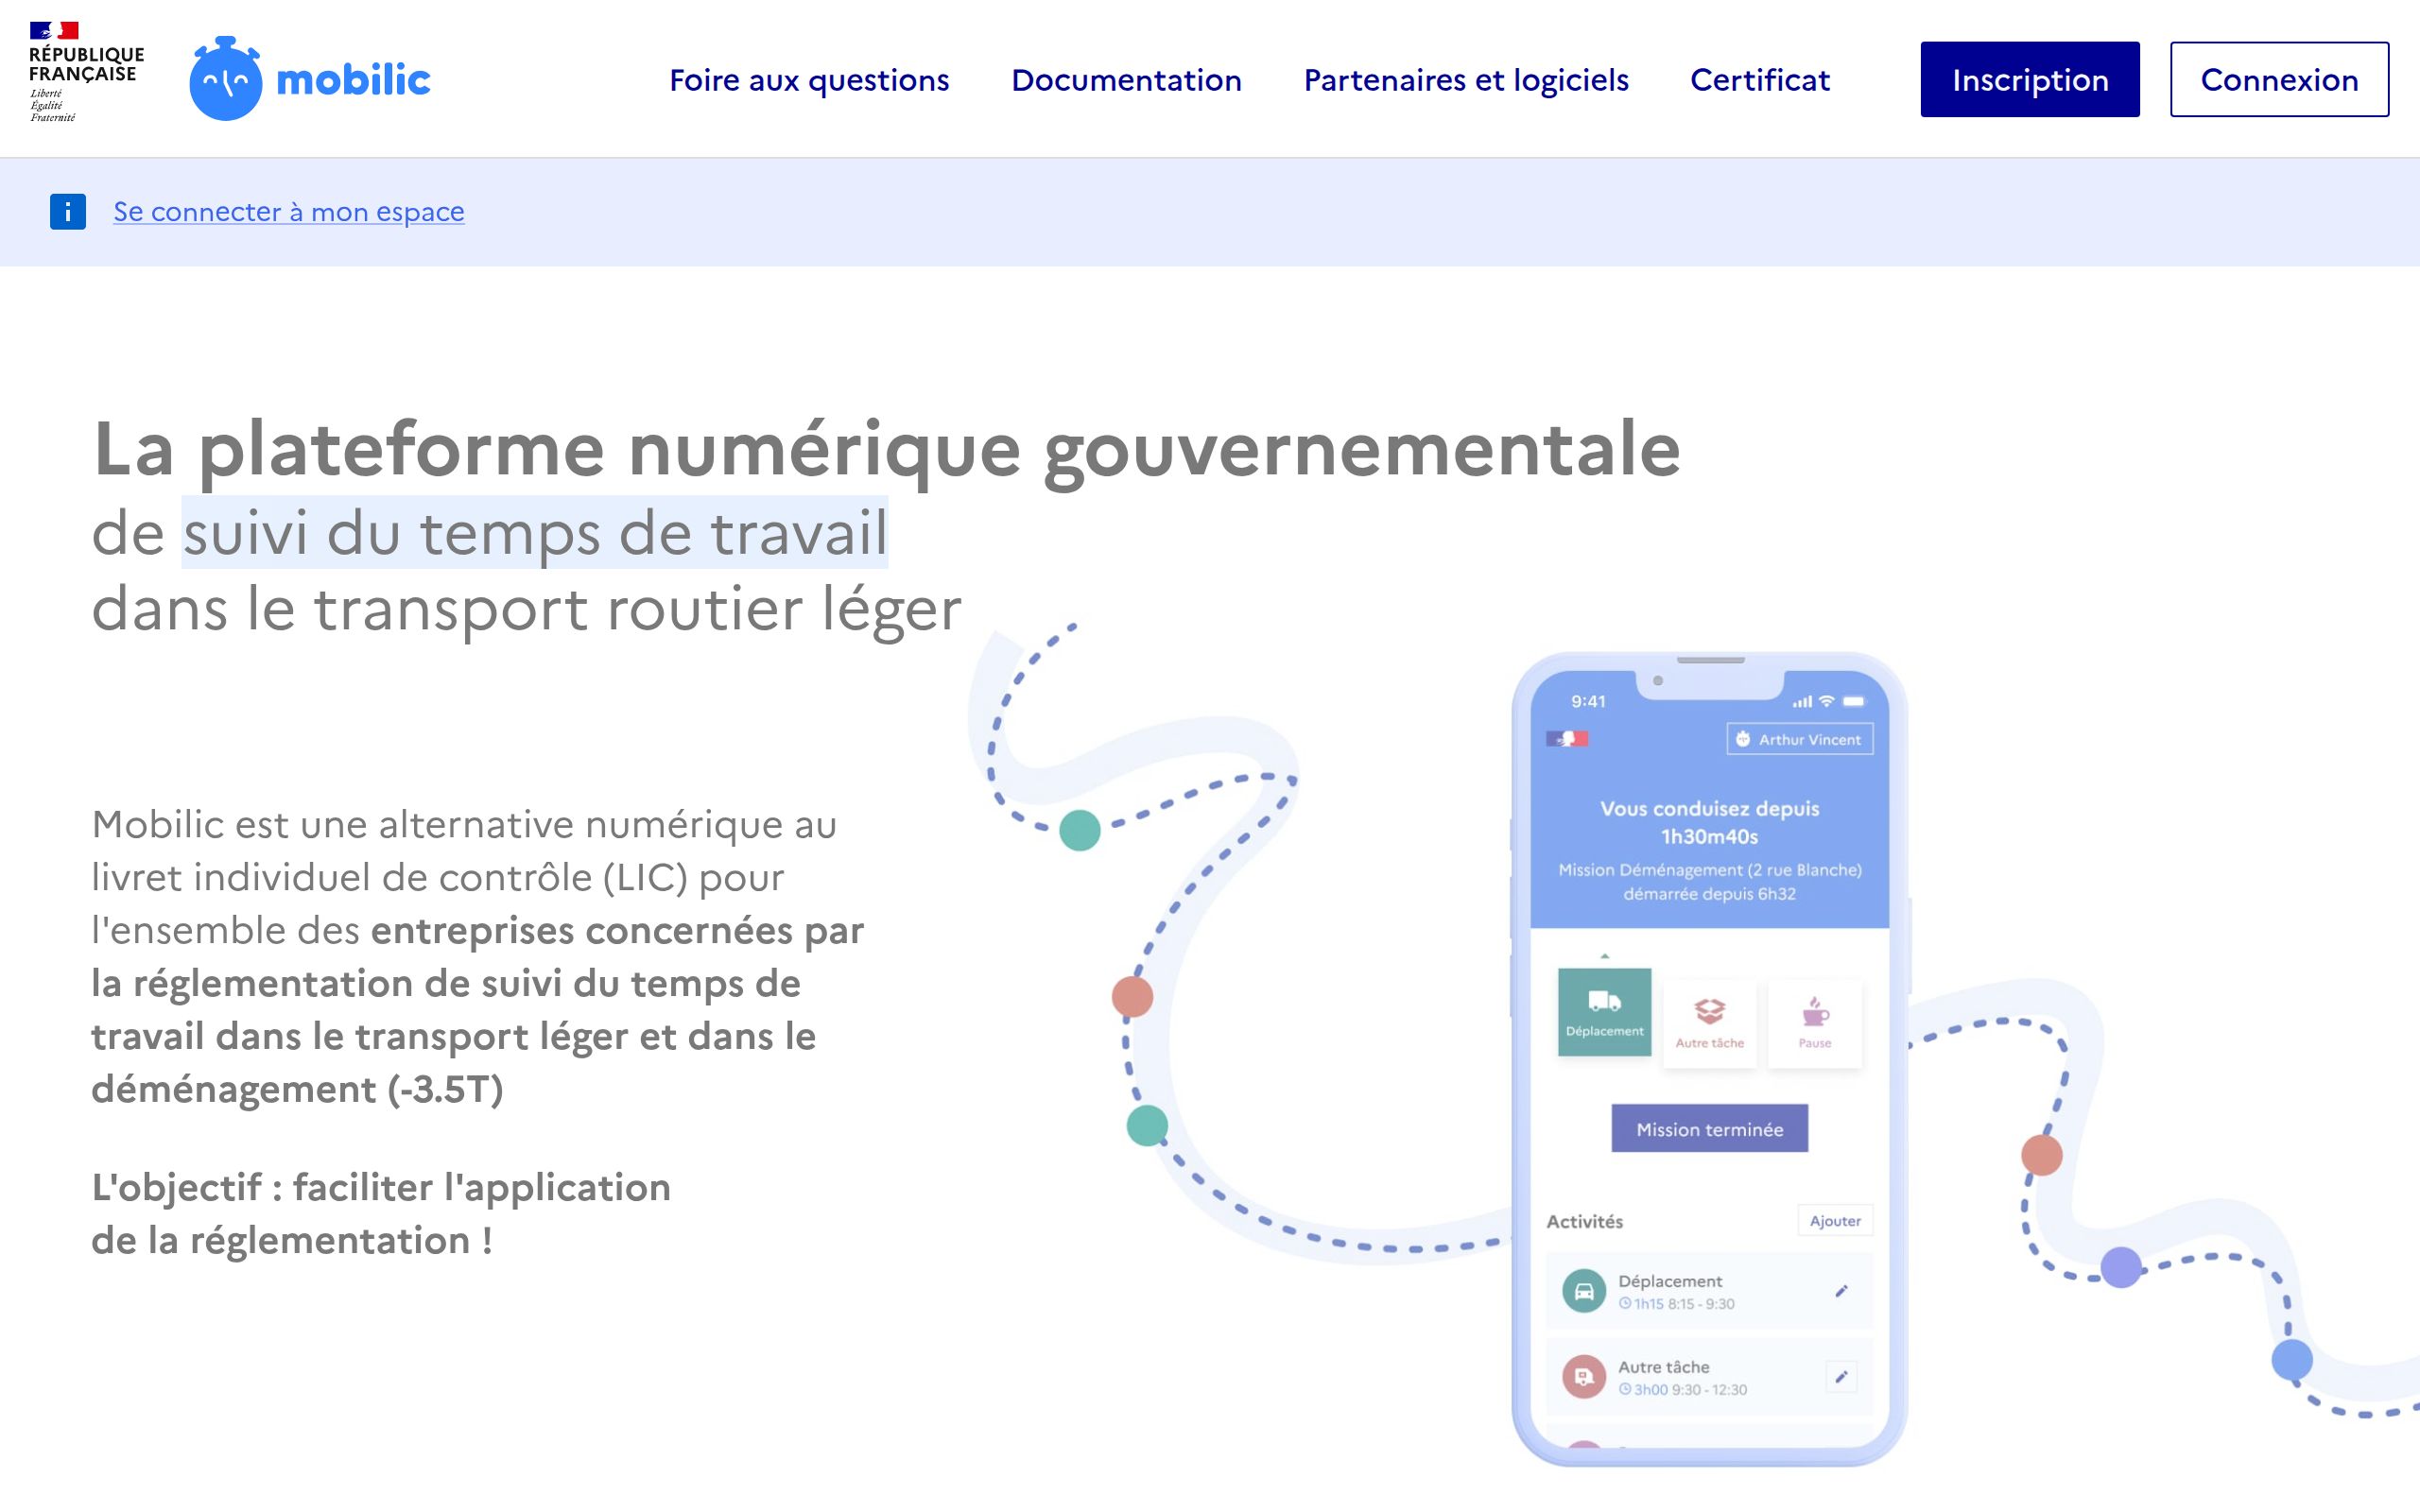 RÉPUBLIQUE
FRANÇAISE
Liberté
Égalité
Fraternité
mobilic
Foire aux questions
Documentation
Partenaires et logiciels
Certificat
Inscription
Connexion
Se connecter à mon espace
La plateforme numérique gouvernementale
de suivi du temps de travail
dans le transport routier léger
Mobilic est une alternative numérique au
livret individuel de contrôle (LIC) pour
l'ensemble des entreprises concernées par
la réglementation de suivi du temps de
travail dans le transport léger et dans le
déménagement (-3.5T)
L'objectif : faciliter l'application
de la réglementation !
9:41
Arthur Vincent
Vous conduisez depuis
1h30m40s
Mission Déménagement (2 rue Blanche)
démarrée depuis 6h32
Déplacement
Autre tâche
Pause
Mission terminée
Activités
Ajouter
Déplacement
1h15 8:15 - 9:30
Autre tâche
3h00 9:30 - 12:30